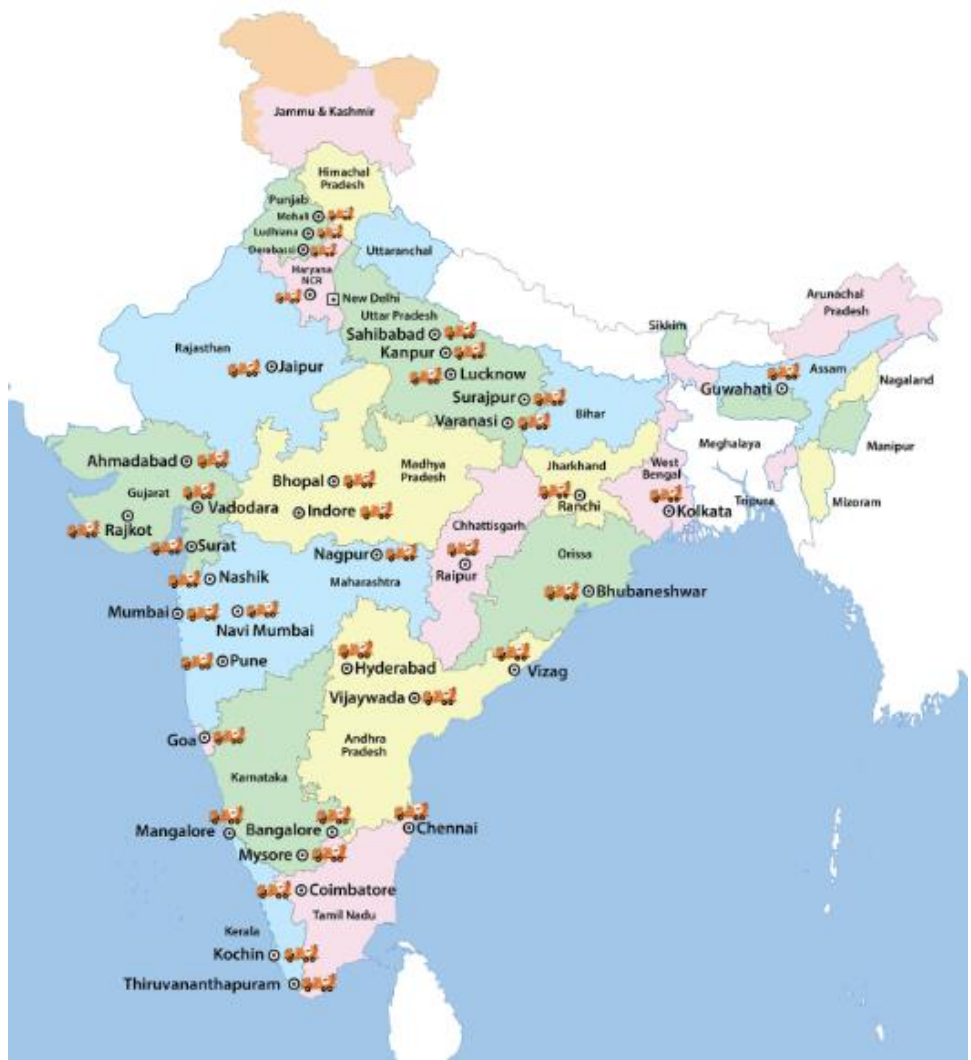 Jammu & Kashmir
Himachal
Pradesh
Punjab
Mohali
Ludhiana
Derabassi
Uttaranchal
Haryana
NCR
New Delhi
Uttar Pradesh
Arunachal
Pradesh
Sikkim
Sahibabad
Rajasthan
Kanpur
Jaipur
Lucknow
Assam
Nagaland
Guwahati
Surajpur
Bihar
Varanasi
Meghalaya
Manipur
Ahmadabad
Madhya
Pradesh
Jharkhand
West
Bengal
Bhopal
Gujarat
Vadodara
Indore
Ranchi
Kolkata
Tripura
Mizoram
Rajkot
Chhattisgarh
Surat
Nagpur
Orissa
Nashik
Maharashtra
Raipur
Bhubaneshwar
Mumbai
Navi Mumbai
Pune
Hyderabad
Vizag
Vijaywada
Goa
Andhra
Pradesh
Karnataka
Mangalore
Bangalore
Chennai
Mysore
Coimbatore
Tamil Nadu
Kerala
Kochin
Thiruvananthapuram